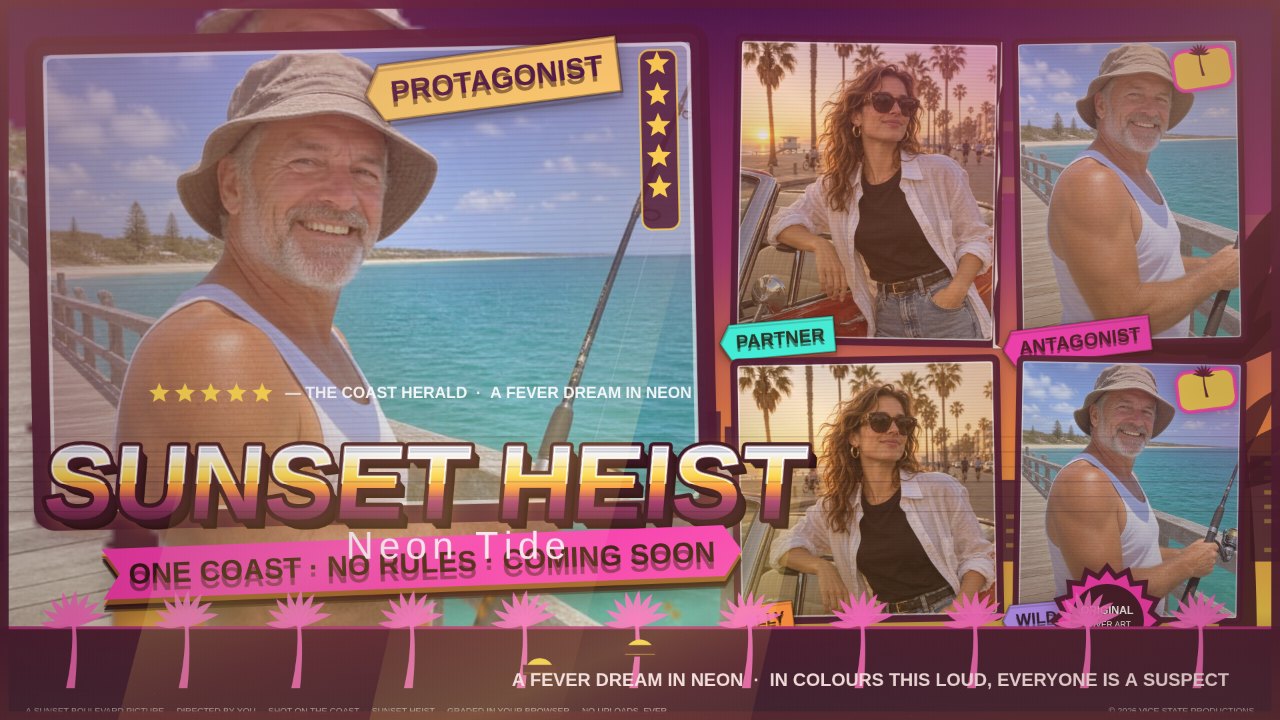 PROTAGONIST
PARTNER
ANTAGONIST
— THE COAST HERALD · A FEVER DREAM IN NEON
SUNSET HEIST
Neon Tide
ONE COAST · NO RULES · COMING SOON
WILD
ORIGINAL
A FEVER DREAM IN NEON · IN COLOURS THIS LOUD, EVERYONE IS A SUSPECT
A SUNSET BOULEVARD PICTURE DIRECTED BY YOU SHOT ON THE COAST SUNSET HEIST GRADED IN YOUR BROWSER NO UPLOADS, EVER
© 2026 VICE STATE PRODUCTIONS